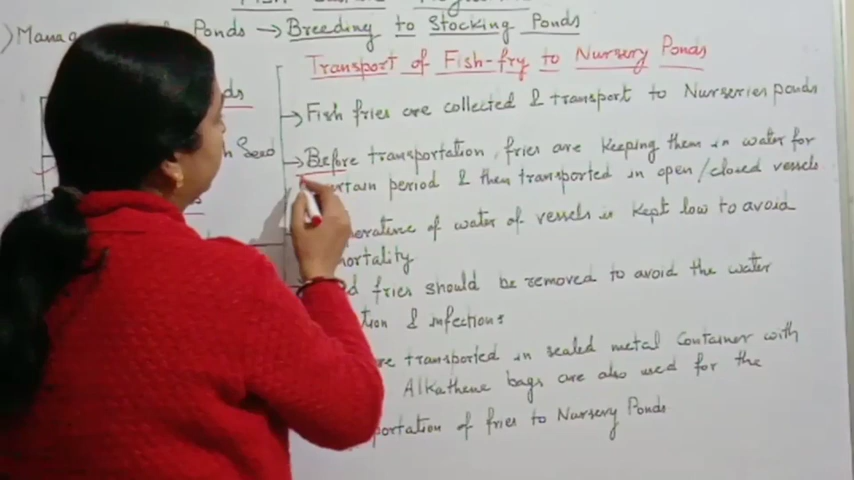 Ponds → Breeding to Stocking Ponds
Transport of Fish-fry to Nursery Ponds
→ Fish fries are collected & transport to Nurseries ponds
Seed
→ Before transportation, fries are keeping them in water for
period & then transported in open/closed vessels
of water of vessels is kept low to avoid
fries should be removed to avoid the water
& infections
transported in sealed metal container with
Alkathene bags are also used for the
of fries to Nursery Ponds